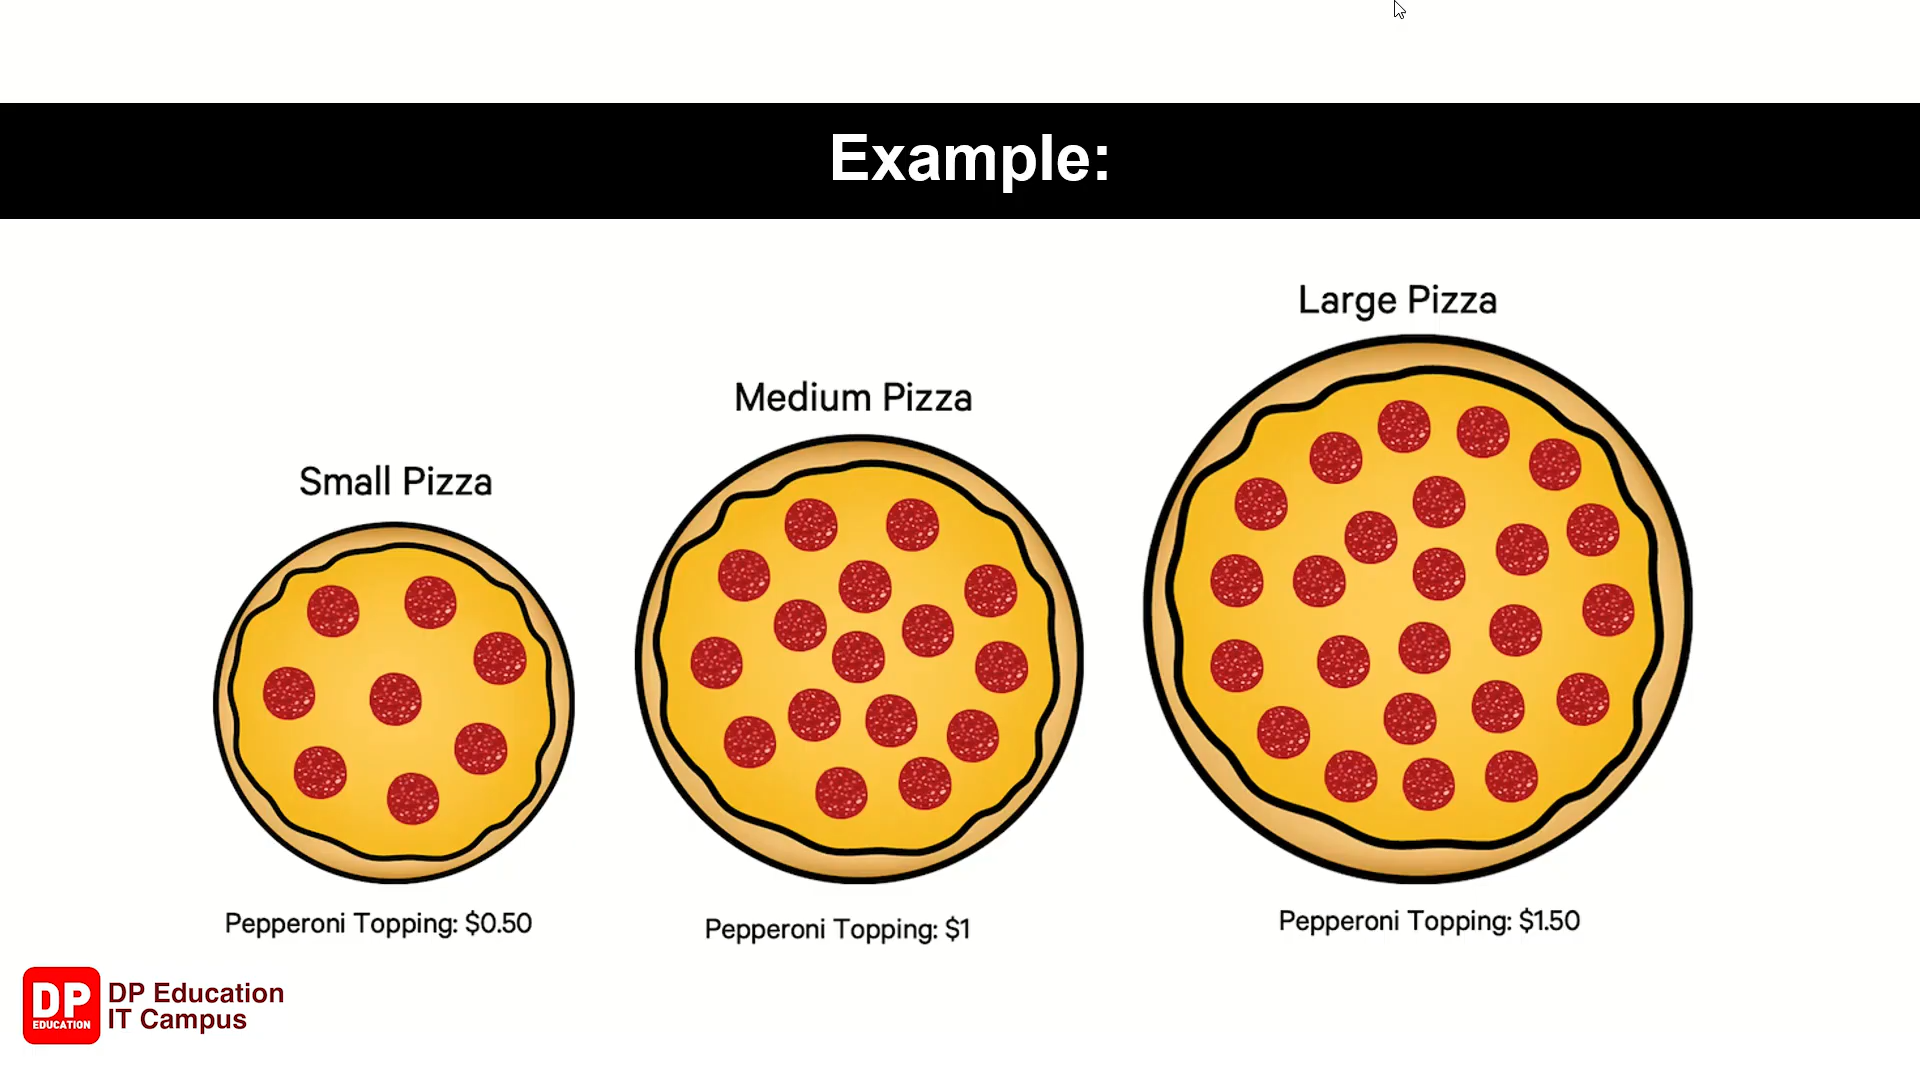 Example:
Small Pizza
Medium Pizza
Large Pizza
Pepperoni Topping: $0.50
Pepperoni Topping: $1
Pepperoni Topping: $1.50
DP
EDUCATION
DP Education
IT Campus